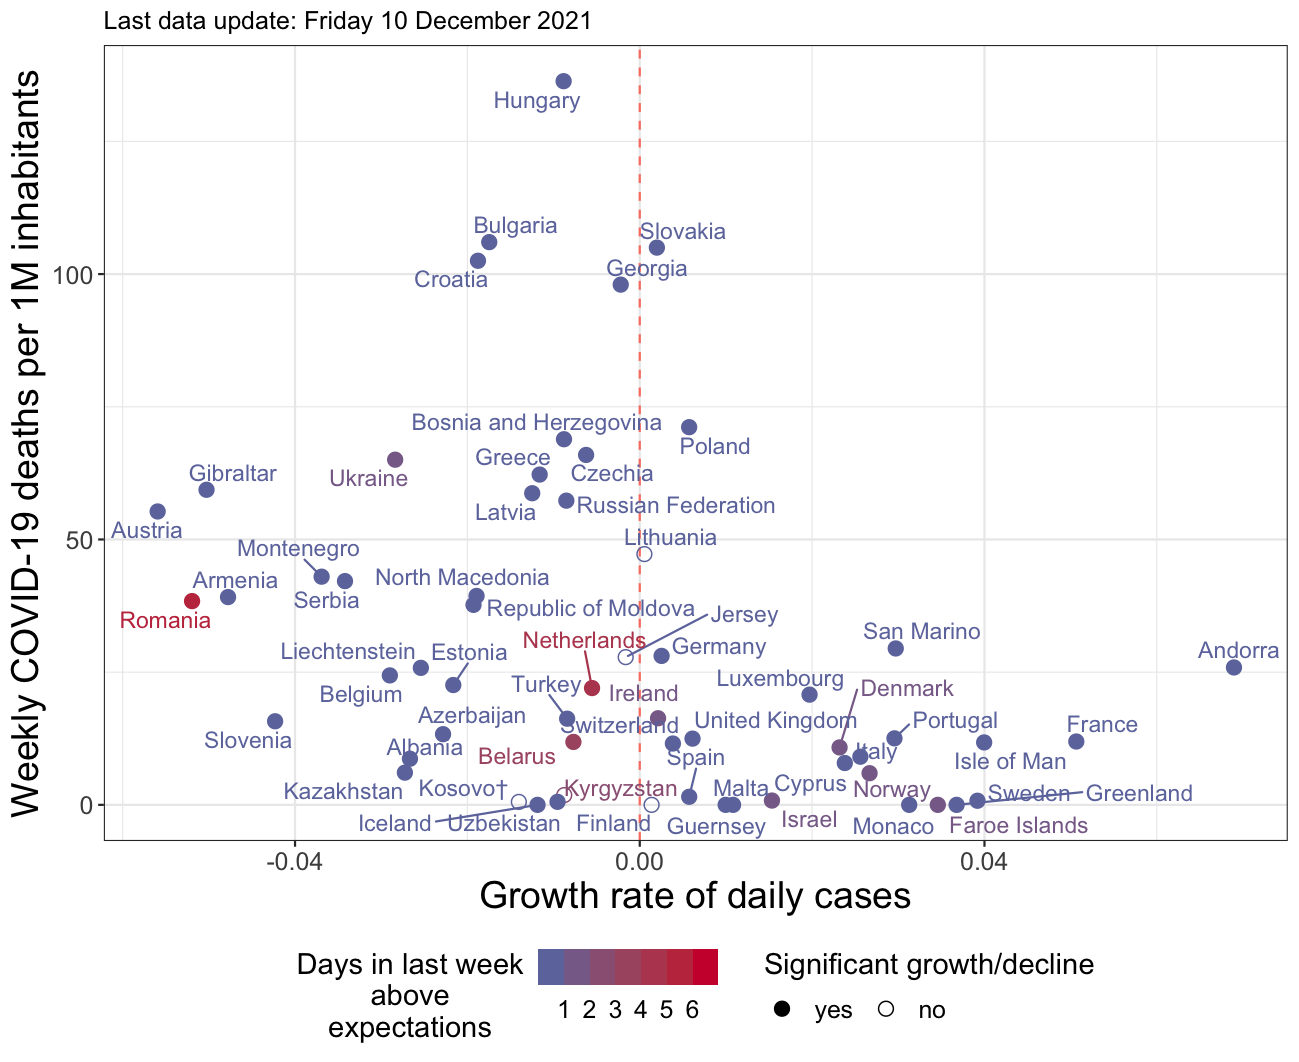 Last data update: Friday 10 December 2021
Weekly COVID-19 deaths per 1M inhabitants
100
50
0
Hungary
Bulgaria
Slovakia
Georgia
Croatia
Bosnia and Herzegovina
Poland
Greece
Gibraltar
Czechia
Ukraine
Russian Federation
Latvia
Austria
Lithuania
Montenegro
North Macedonia
Armenia
Serbia
Republic of Moldova
Jersey
Romania
San Marino
Netherlands
Germany
Andorra
Liechtenstein
Estonia
Luxembourg
Turkey
Denmark
Belgium
Ireland
Azerbaijan
United Kingdom
Portugal
France
Switzerland
Slovenia
Albania
Italy
Belarus
Spain
Isle of Man
Cyprus
Kazakhstan
Kosovo†
Kyrgyzstan
Malta
Norway
Sweden
Greenland
Iceland
Uzbekistan
Finland
Guernsey
Israel
Monaco
Faroe Islands
-0.04
0.00
0.04
Growth rate of daily cases
Days in last week
above
expectations
1 2 3 4 5 6
Significant growth/decline
yes
no